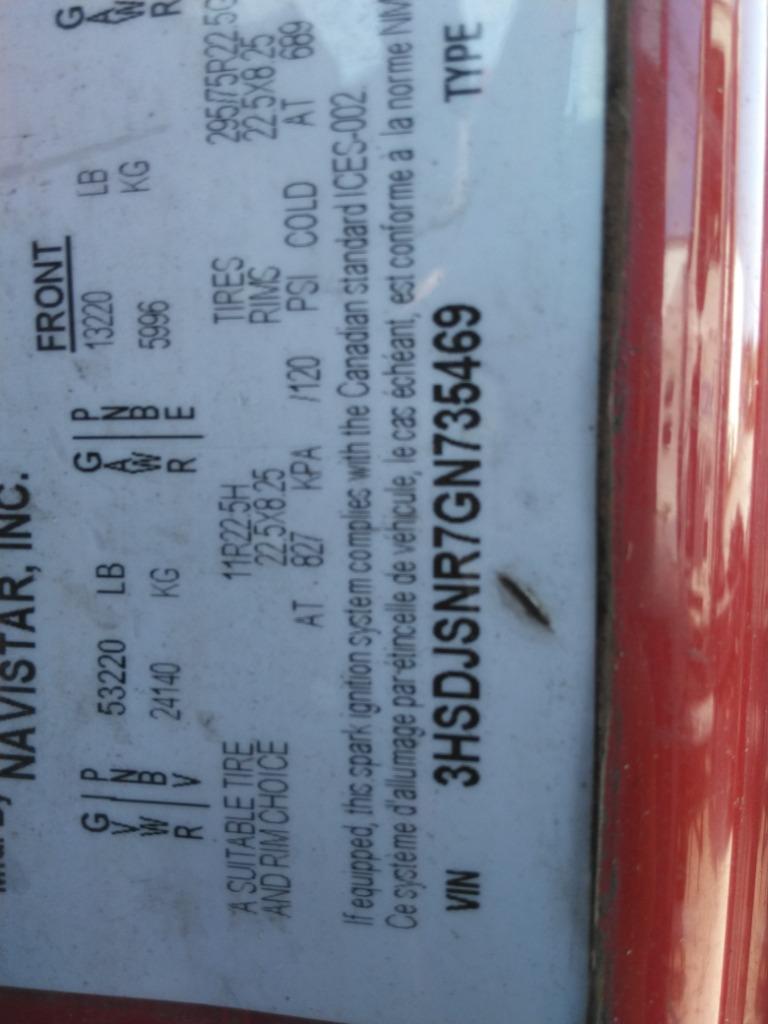 NAVISTAR, INC.
G | P
V | N
W | B
R | V
53220 LB
24140 KG
FRONT
G | P
A | N
W | B
R | E
13220 LB
5996 KG
G
A
W
R
A SUITABLE TIRE
AND RIM CHOICE
11R22.5H
22.5X8.25
AT 827 KPA /120 PSI COLD
TIRES
RIMS
295/75R22.5G
22.5X8.25
AT 689
If equipped, this spark ignition system complies with the Canadian standard ICES-002.
Ce système d'allumage par étincelle de véhicule, le cas échéant, est conforme à la norme NM
VIN 3HSDJSNR7GN735469 TYPE